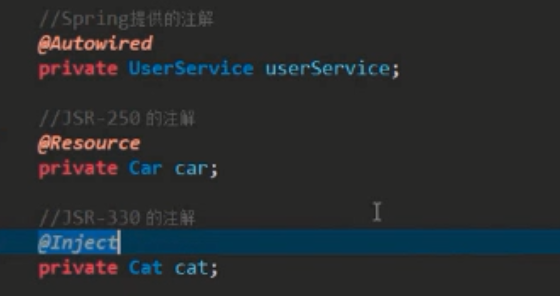 //Spring提供的注解
@Autowired
private UserService userService;
//JSR-250 的注解
@Resource
private Car car;
//JSR-330 的注解
@Inject
private Cat cat;